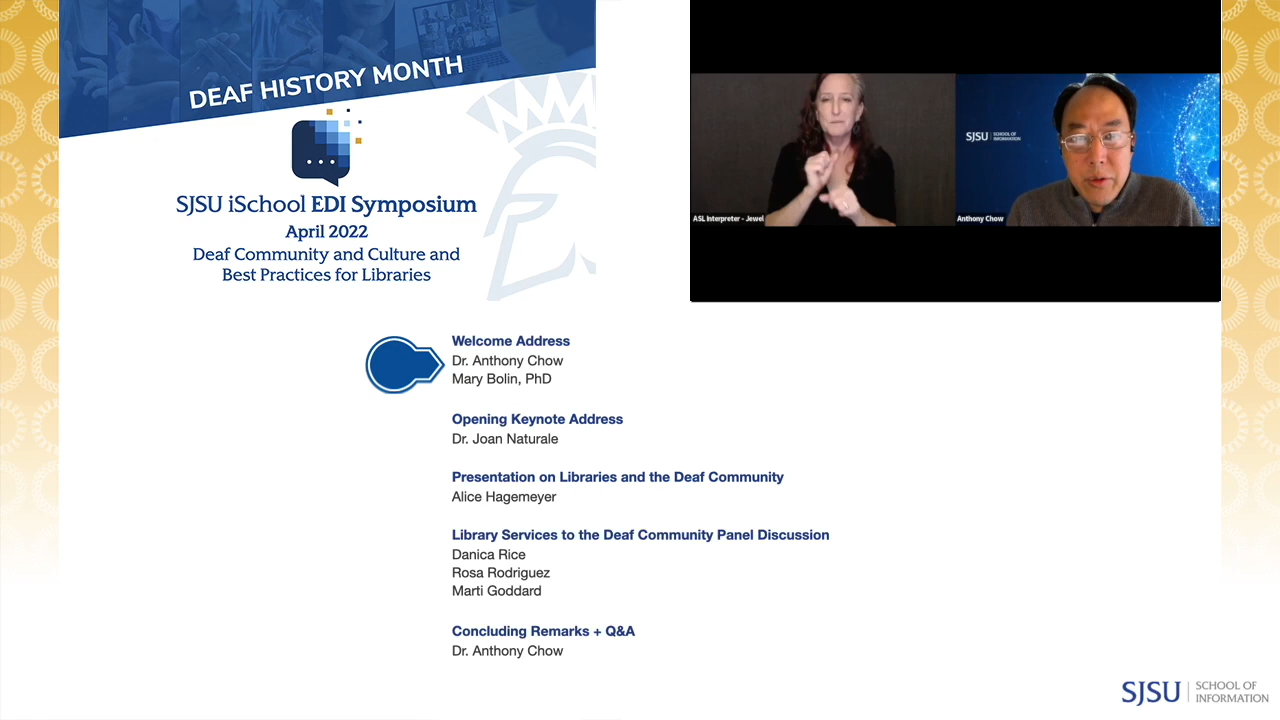 DEAF HISTORY MONTH
SJSU iSchool EDI Symposium
April 2022
Deaf Community and Culture and
Best Practices for Libraries
SJSU | SCHOOL OF
INFORMATION
ASL Interpreter - Jewel
Anthony Chow
Welcome Address
Dr. Anthony Chow
Mary Bolin, PhD
Opening Keynote Address
Dr. Joan Naturale
Presentation on Libraries and the Deaf Community
Alice Hagemeyer
Library Services to the Deaf Community Panel Discussion
Danica Rice
Rosa Rodriguez
Marti Goddard
Concluding Remarks + Q&A
Dr. Anthony Chow
SJSU | SCHOOL OF
INFORMATION